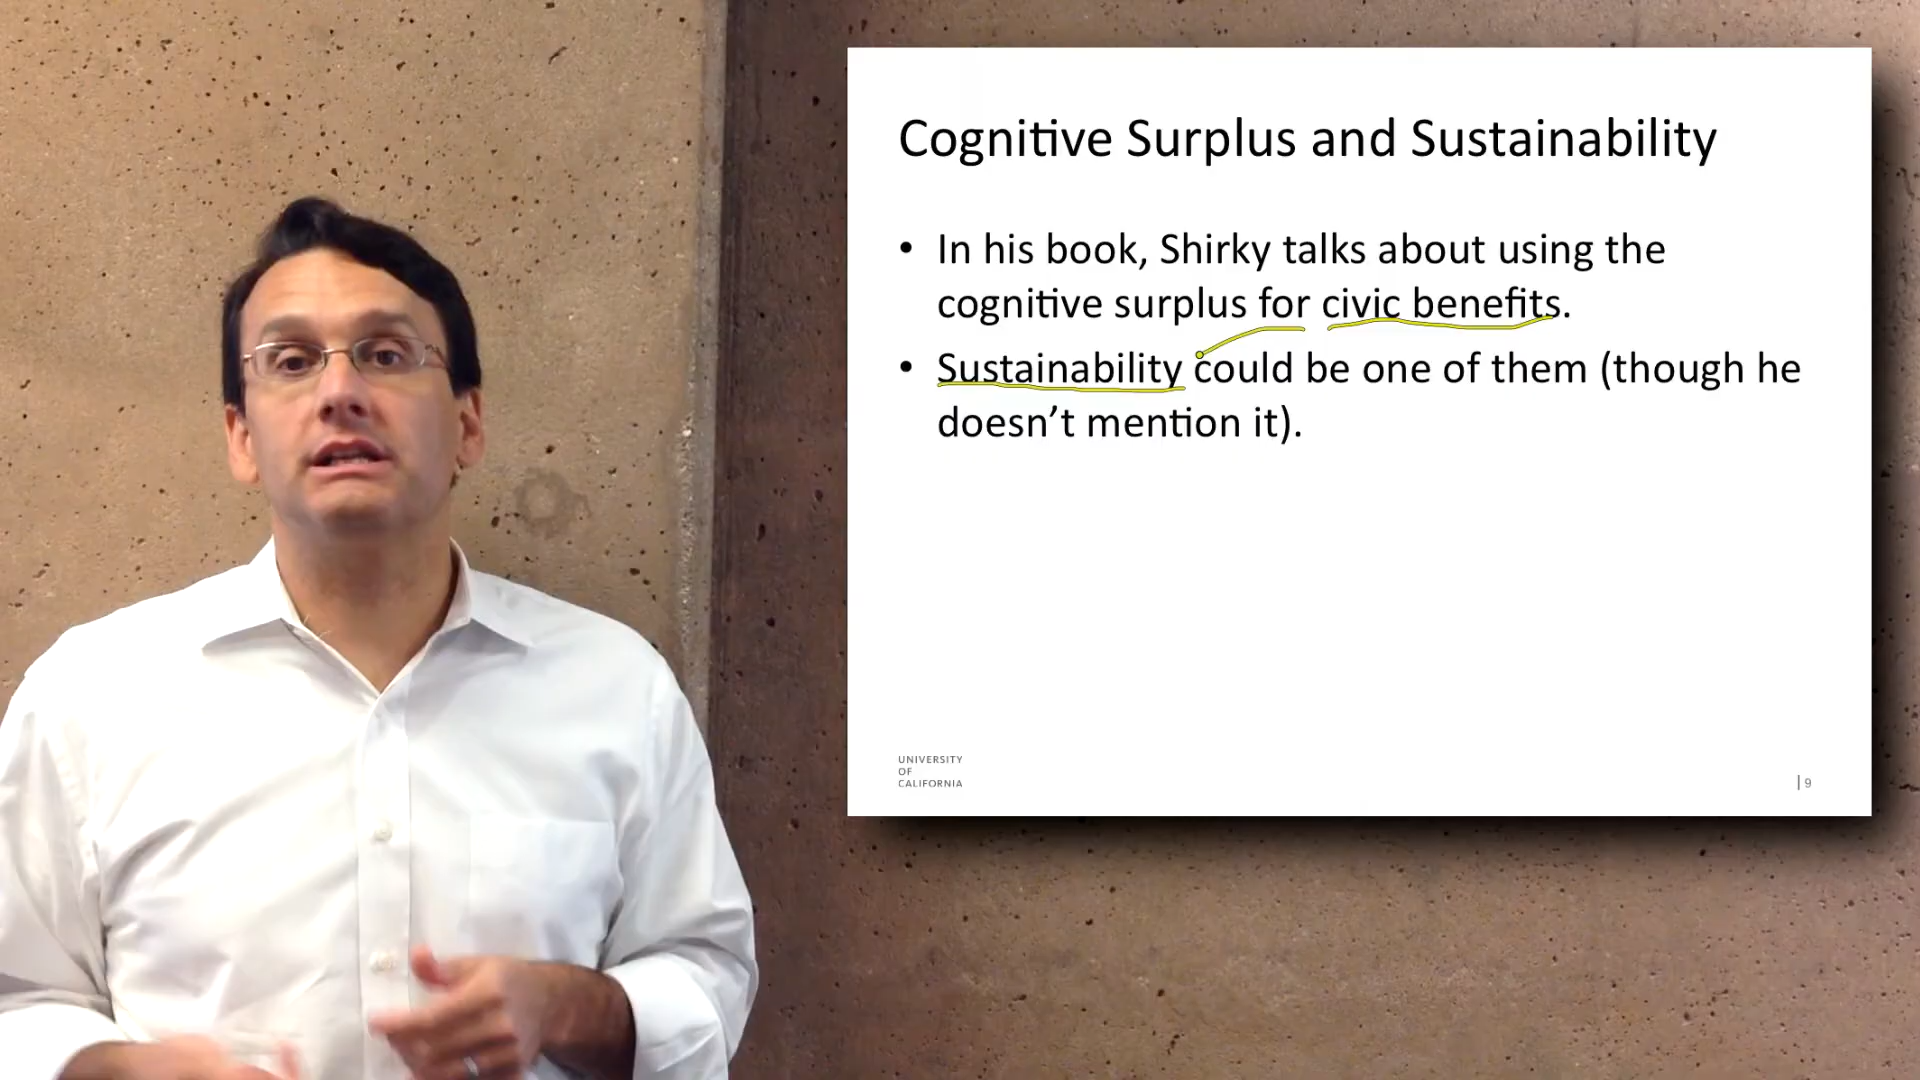 Cognitive Surplus and Sustainability
• In his book, Shirky talks about using the
cognitive surplus for civic benefits.
• Sustainability could be one of them (though he
doesn’t mention it).
UNIVERSITY
OF
CALIFORNIA
| 9